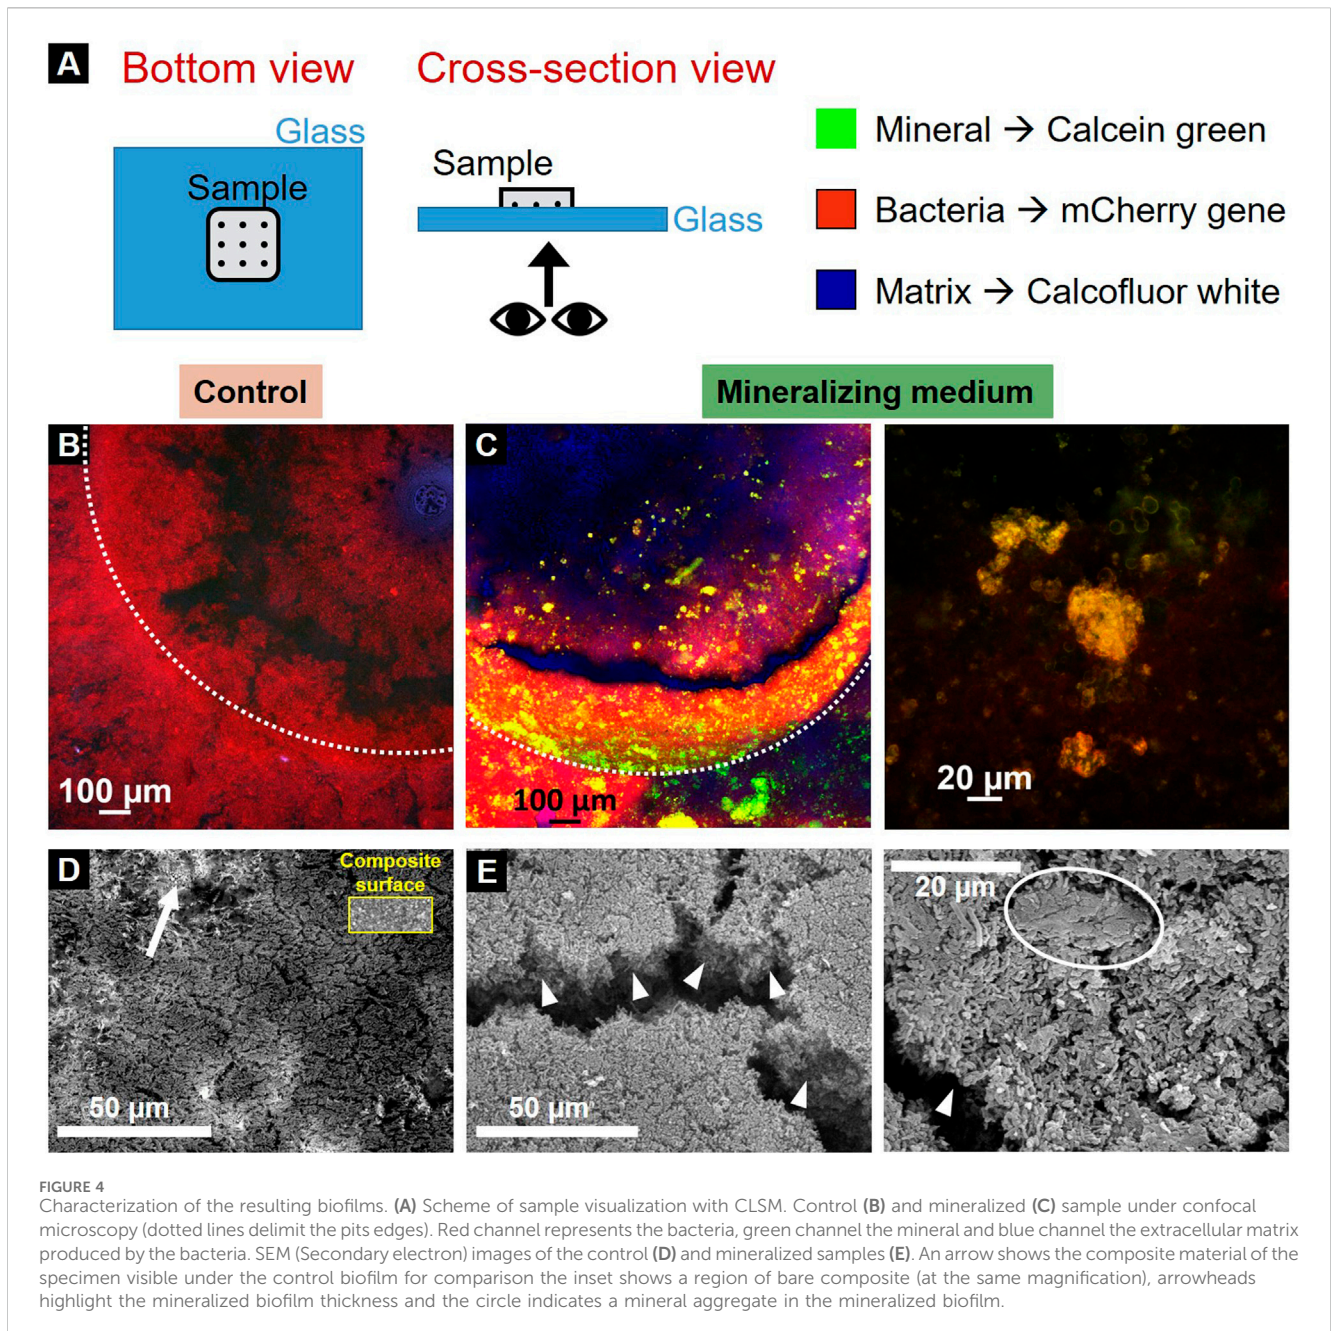 A Bottom view Cross-section view
Glass
Sample
Sample
Glass
Mineral → Calcein green
Bacteria → mCherry gene
Matrix → Calcofluor white
Control
Mineralizing medium
B
100 µm
C
100 µm
20 µm
D
Composite
surface
50 µm
E
50 µm
20 µm
FIGURE 4
Characterization of the resulting biofilms. (A) Scheme of sample visualization with CLSM. Control (B) and mineralized (C) sample under confocal
microscopy (dotted lines delimit the pits edges). Red channel represents the bacteria, green channel the mineral and blue channel the extracellular matrix
produced by the bacteria. SEM (Secondary electron) images of the control (D) and mineralized samples (E). An arrow shows the composite material of the
specimen visible under the control biofilm for comparison the inset shows a region of bare composite (at the same magnification), arrowheads
highlight the mineralized biofilm thickness and the circle indicates a mineral aggregate in the mineralized biofilm.